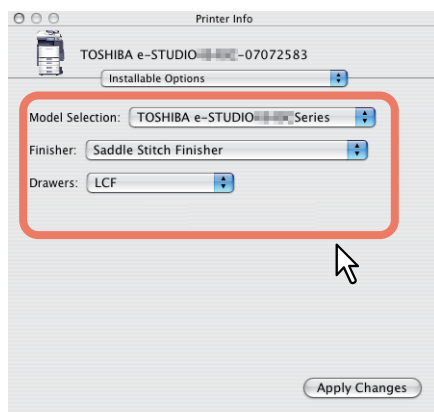 Printer Info
TOSHIBA e-STUDIO -07072583
Installable Options
Model Selection: TOSHIBA e-STUDIO Series
Finisher: Saddle Stitch Finisher
Drawers: LCF
Apply Changes